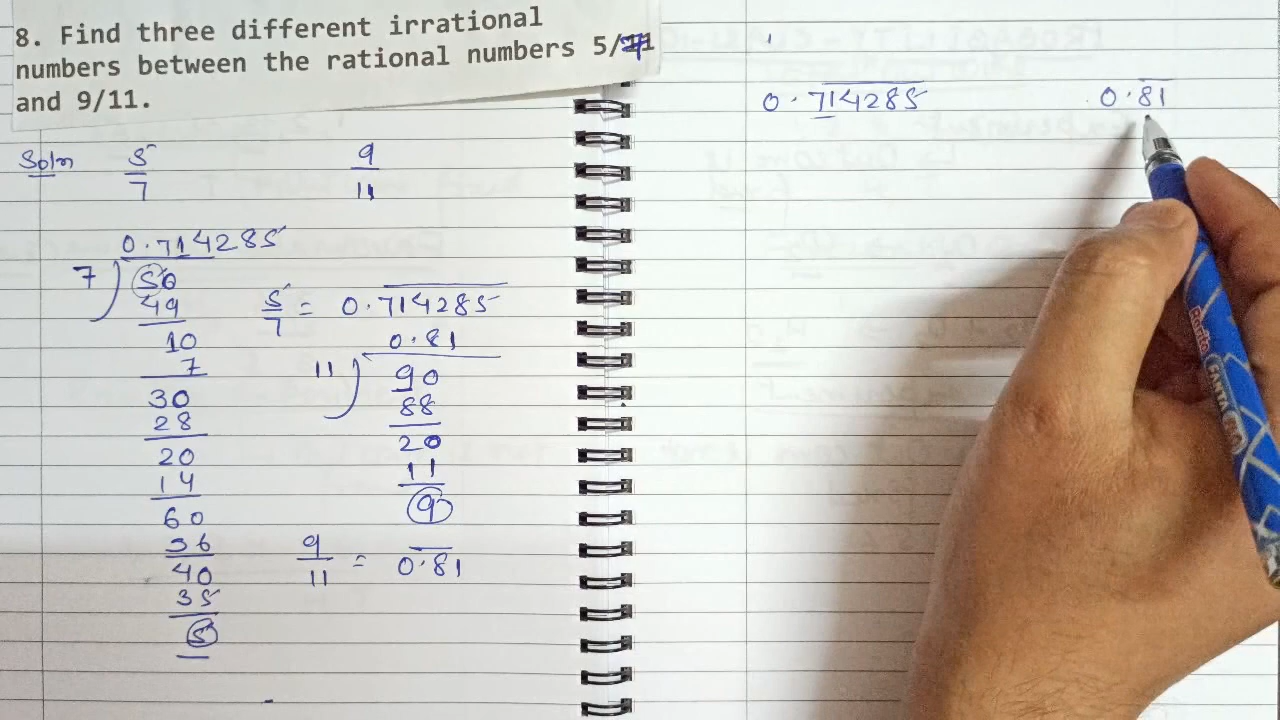 8. Find three different irrational
numbers between the rational numbers 5/7
and 9/11.
Soln 5/7 9/11
0.714285
7 ) 50
49
10
7
30
28
20
14
60
56
40
35
5
5/7 = 0.714285
0.81
11 ) 90
88
20
11
9
9/11 = 0.81
0.714285 0.81
Rorito